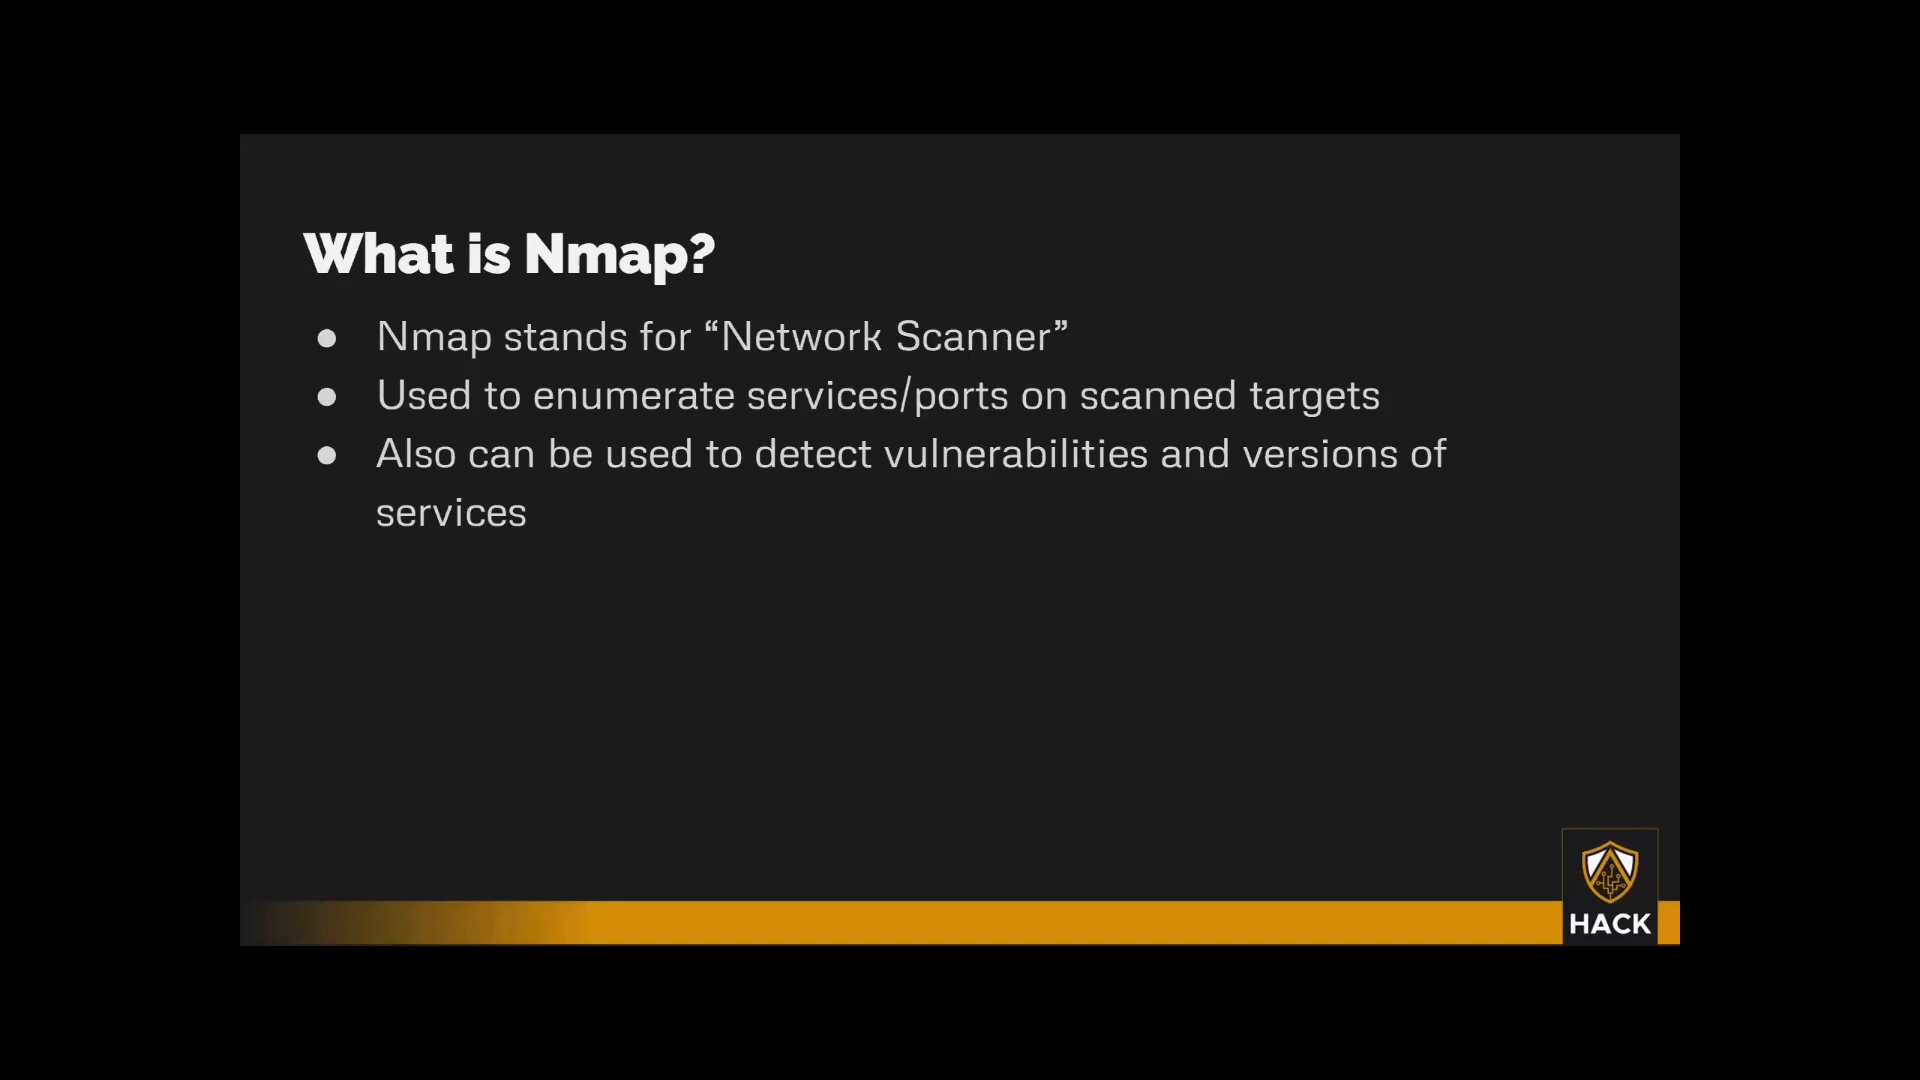 What is Nmap?
● Nmap stands for “Network Scanner”
● Used to enumerate services/ports on scanned targets
● Also can be used to detect vulnerabilities and versions of
services
HACK